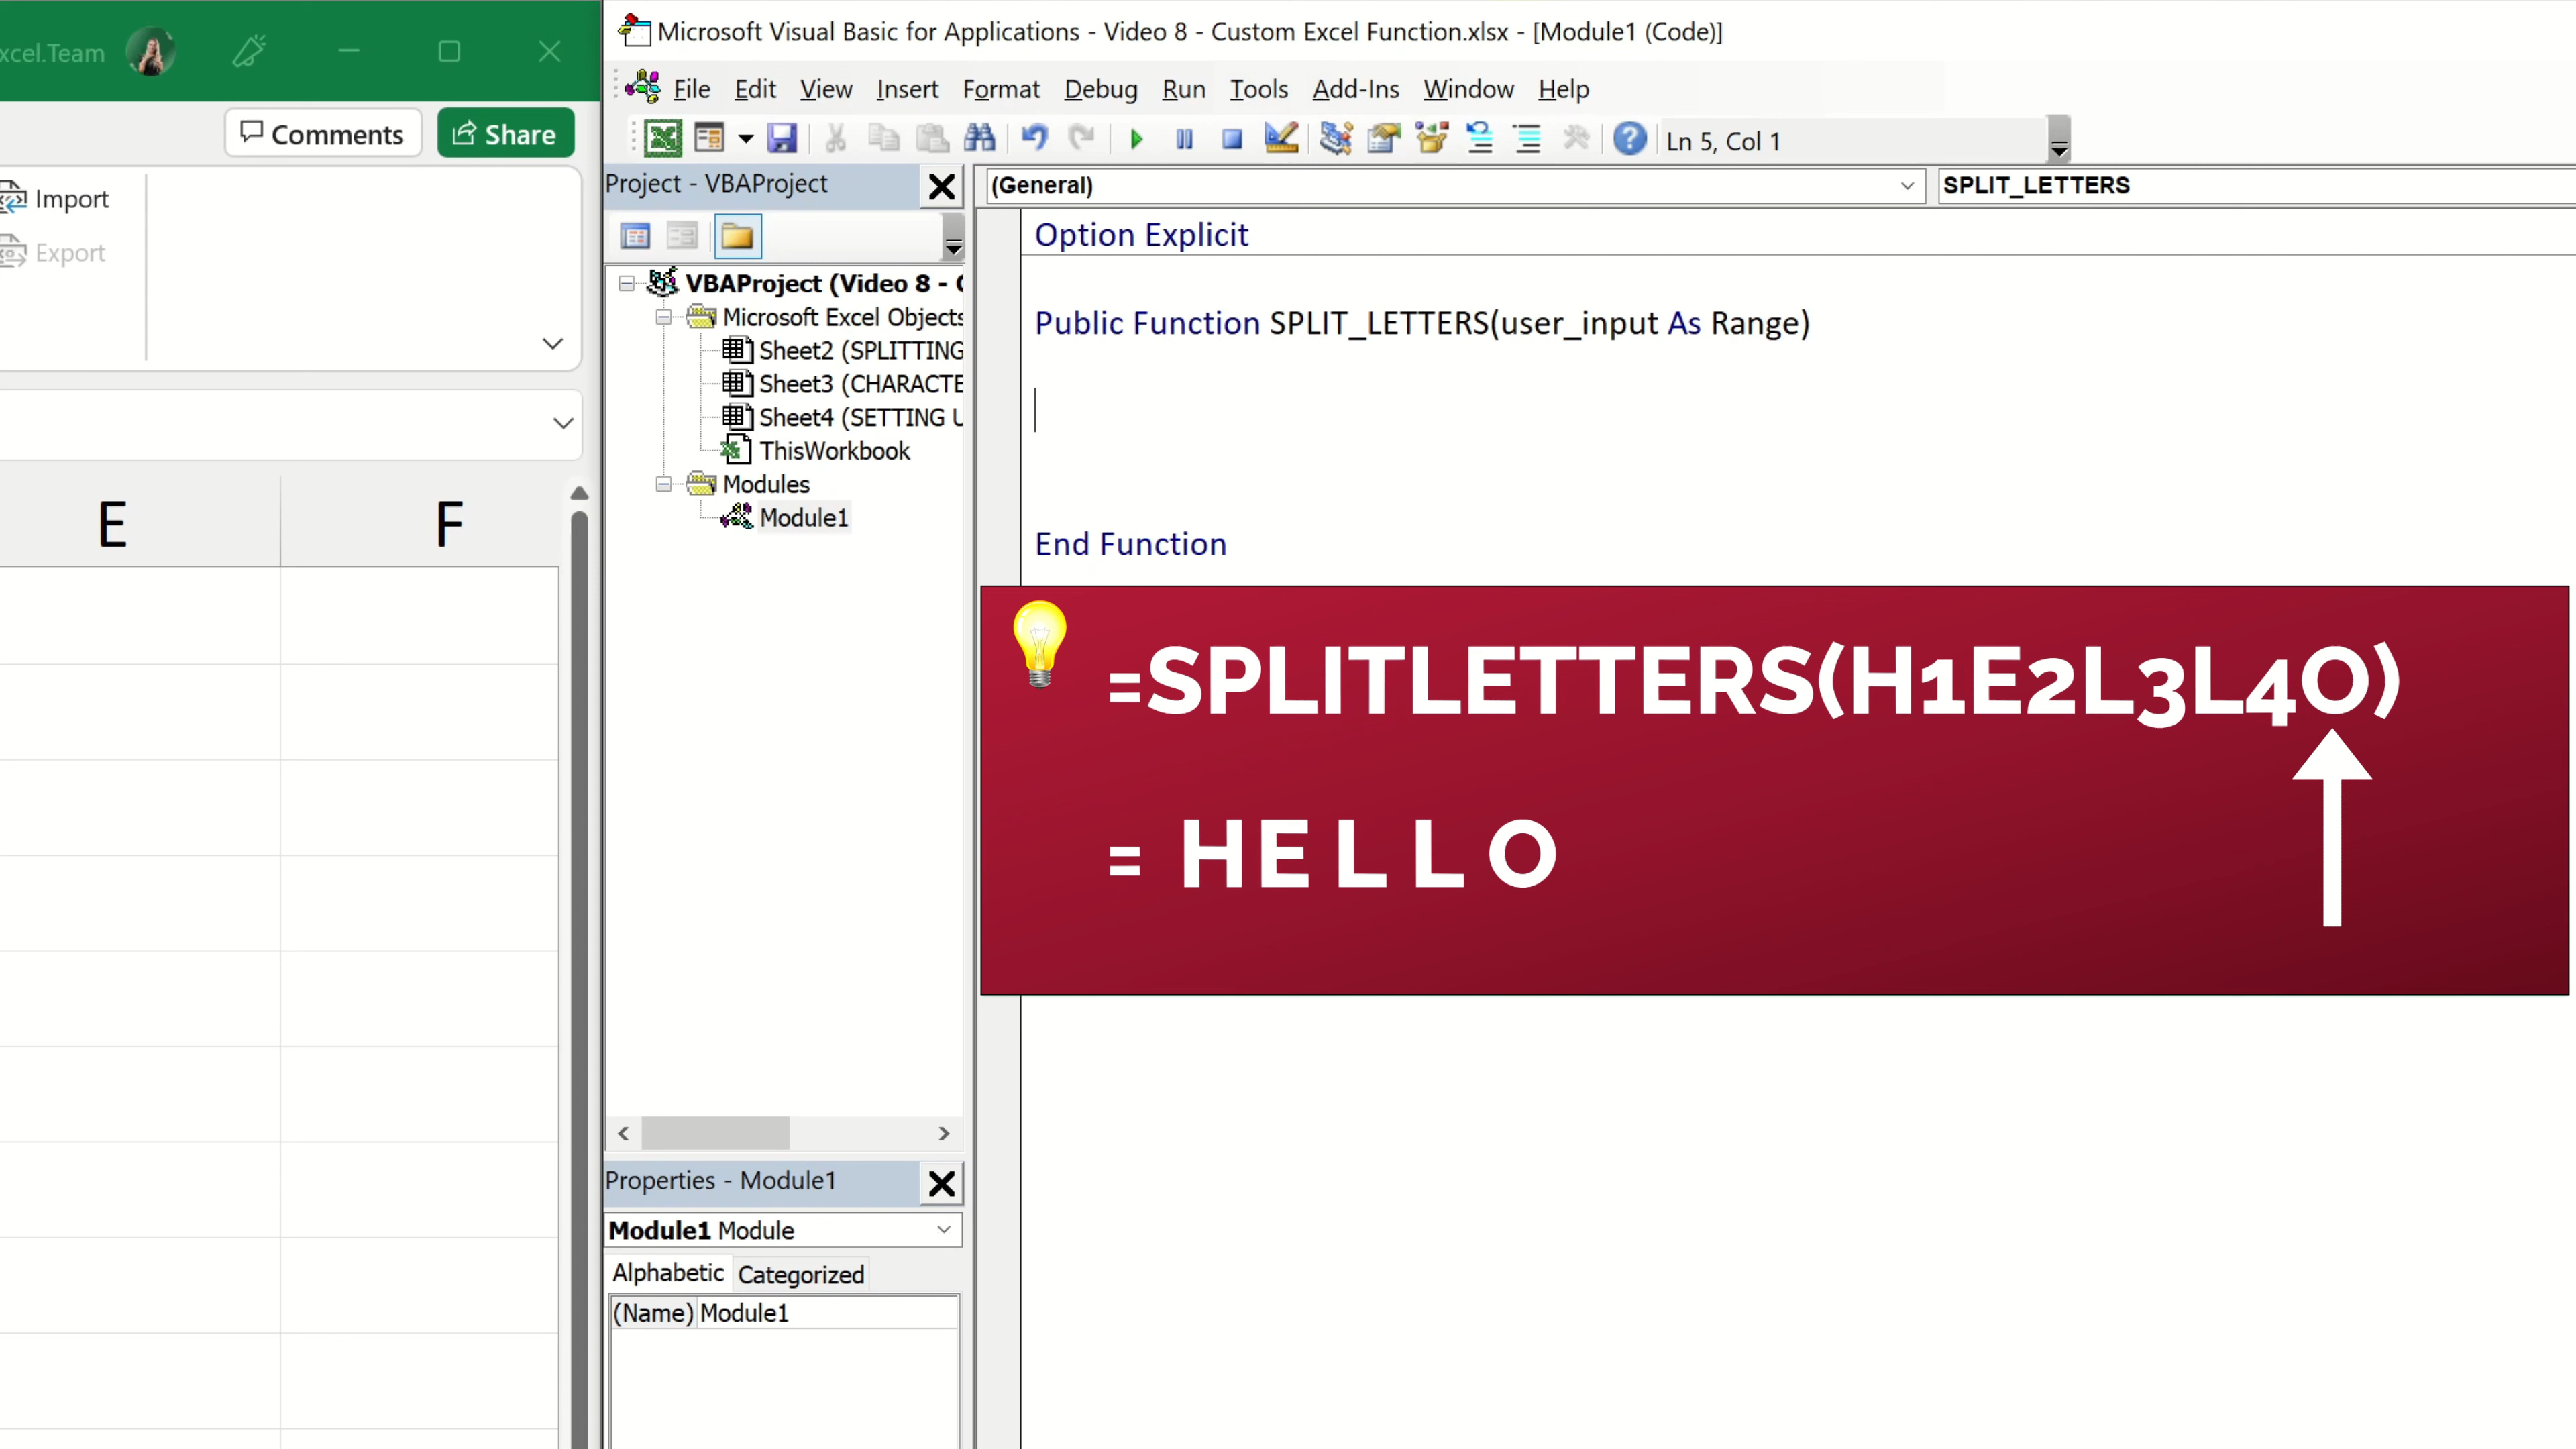 xcel.Team
Comments
Share
Import
Export
E F
Microsoft Visual Basic for Applications - Video 8 - Custom Excel Function.xlsx - [Module1 (Code)]
File Edit View Insert Format Debug Run Tools Add-Ins Window Help
Ln 5, Col 1
Project - VBAProject
VBAProject (Video 8 - C
Microsoft Excel Objects
Sheet2 (SPLITTING
Sheet3 (CHARACTE
Sheet4 (SETTING U
ThisWorkbook
Modules
Module1
Properties - Module1
Module1 Module
Alphabetic Categorized
(Name) Module1
(General) SPLIT_LETTERS
Option Explicit
Public Function SPLIT_LETTERS(user_input As Range)
End Function
=SPLITLETTERS(H1E2L3L4O)
= H E L L O